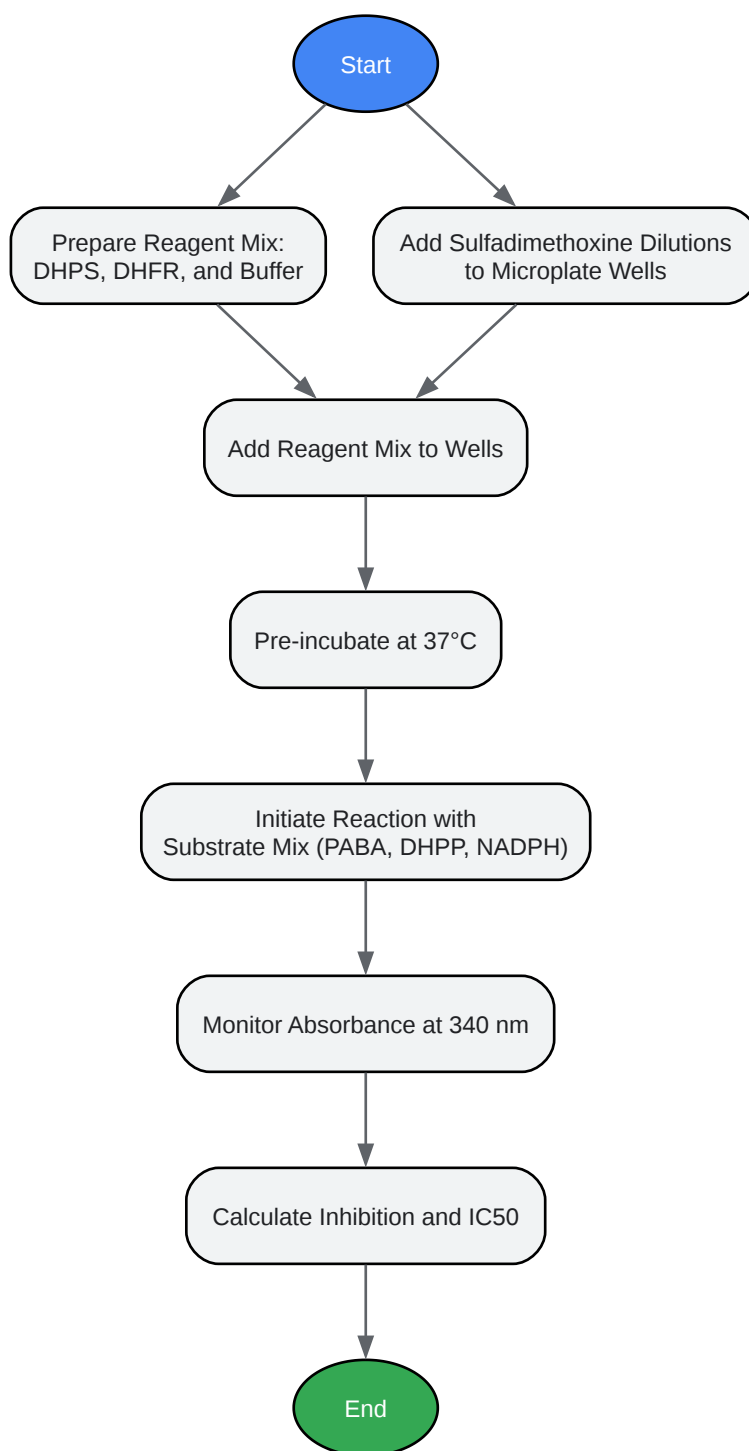 Start
Prepare Reagent Mix:
DHPS, DHFR, and Buffer
Add Sulfadimethoxine Dilutions
to Microplate Wells
Add Reagent Mix to Wells
Pre-incubate at 37°C
Initiate Reaction with
Substrate Mix (PABA, DHPP, NADPH)
Monitor Absorbance at 340 nm
Calculate Inhibition and IC50
End